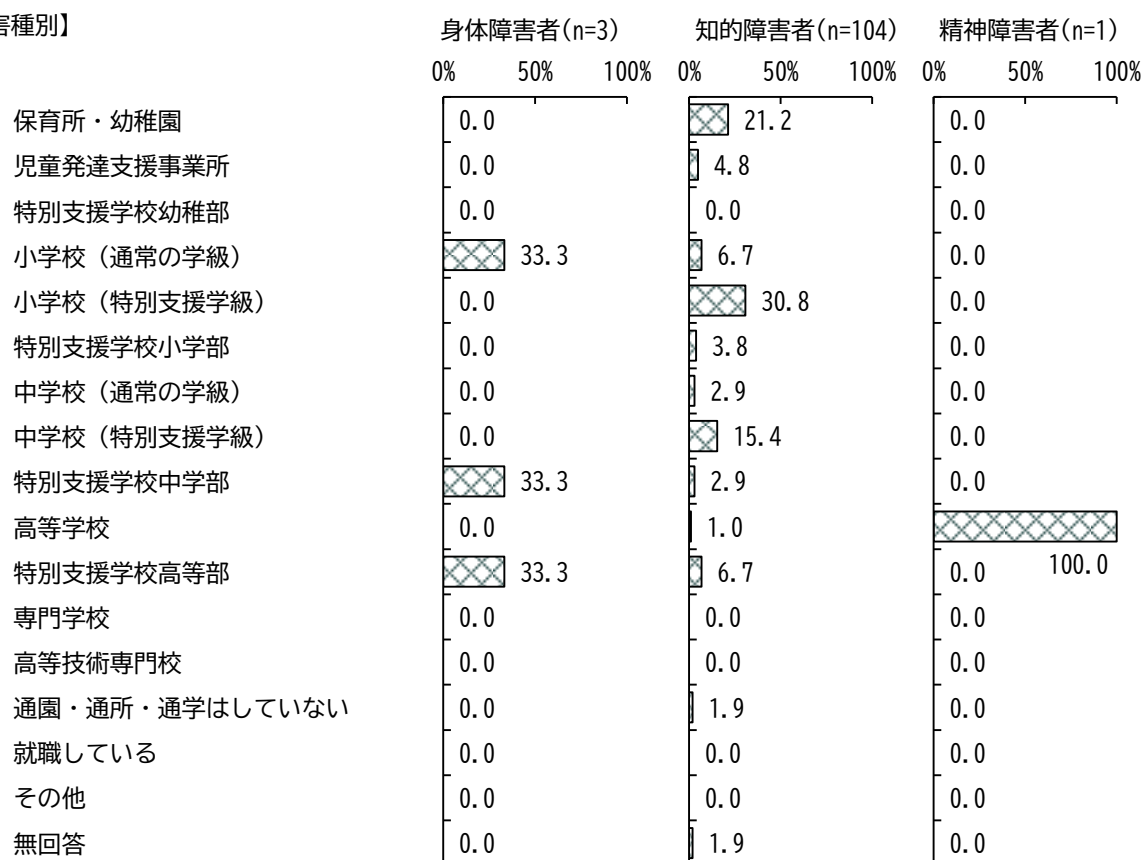 害種別】
身体障害者(n=3) 知的障害者(n=104) 精神障害者(n=1)
0% 50% 100% 0% 50% 100% 0% 50% 100%
保育所・幼稚園 0.0 21.2 0.0
児童発達支援事業所 0.0 4.8 0.0
特別支援学校幼稚部 0.0 0.0 0.0
小学校（通常の学級） 33.3 6.7 0.0
小学校（特別支援学級） 0.0 30.8 0.0
特別支援学校小学部 0.0 3.8 0.0
中学校（通常の学級） 0.0 2.9 0.0
中学校（特別支援学級） 0.0 15.4 0.0
特別支援学校中学部 33.3 2.9 0.0
高等学校 0.0 1.0 100.0
特別支援学校高等部 33.3 6.7 0.0
専門学校 0.0 0.0 0.0
高等技術専門校 0.0 0.0 0.0
通園・通所・通学はしていない 0.0 1.9 0.0
就職している 0.0 0.0 0.0
その他 0.0 0.0 0.0
無回答 0.0 1.9 0.0